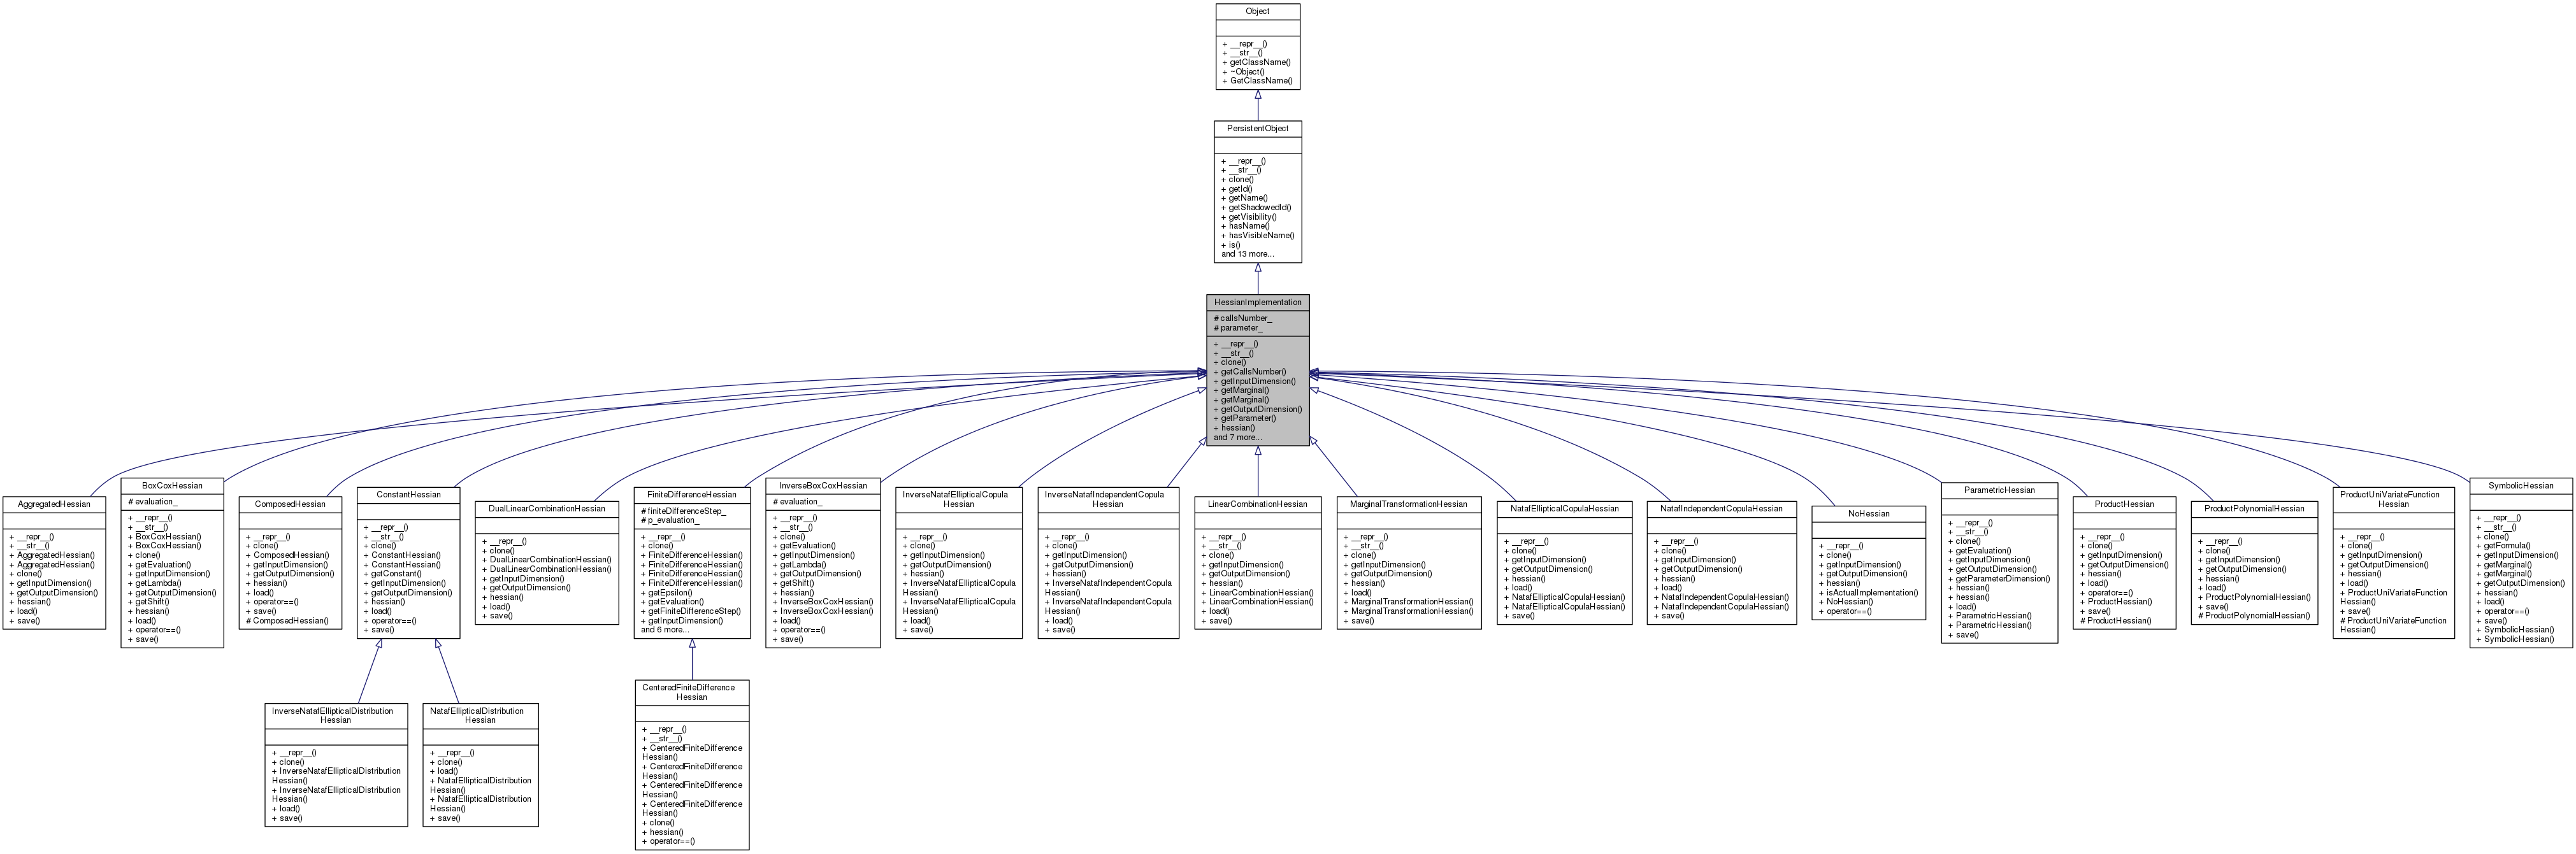 Object
+ __repr__()
+ __str__()
+ getClassName()
+ ~Object()
+ GetClassName()
PersistentObject
+ __repr__()
+ __str__()
+ clone()
+ getId()
+ getName()
+ getShadowedId()
+ getVisibility()
+ hasName()
+ hasVisibleName()
+ is()
and 13 more...
HessianImplementation
# callsNumber_
# parameter_
+ __repr__()
+ __str__()
+ clone()
+ getCallsNumber()
+ getInputDimension()
+ getMarginal()
+ getMarginal()
+ getOutputDimension()
+ getParameter()
+ hessian()
and 7 more...
AggregatedHessian
+ __repr__()
+ __str__()
+ AggregatedHessian()
+ AggregatedHessian()
+ clone()
+ getInputDimension()
+ getOutputDimension()
+ hessian()
+ load()
+ save()
BoxCoxHessian
# evaluation_
+ __repr__()
+ __str__()
+ BoxCoxHessian()
+ BoxCoxHessian()
+ clone()
+ getEvaluation()
+ getInputDimension()
+ getLambda()
+ getOutputDimension()
+ getShift()
+ hessian()
+ load()
+ operator==()
+ save()
ComposedHessian
+ __repr__()
+ clone()
+ ComposedHessian()
+ getInputDimension()
+ getOutputDimension()
+ hessian()
+ load()
+ operator==()
+ save()
# ComposedHessian()
ConstantHessian
+ __repr__()
+ __str__()
+ clone()
+ ConstantHessian()
+ ConstantHessian()
+ getConstant()
+ getInputDimension()
+ getOutputDimension()
+ hessian()
+ load()
+ operator==()
+ save()
DualLinearCombinationHessian
+ __repr__()
+ clone()
+ DualLinearCombinationHessian()
+ DualLinearCombinationHessian()
+ getInputDimension()
+ getOutputDimension()
+ hessian()
+ load()
+ save()
FiniteDifferenceHessian
# finiteDifferenceStep_
# p_evaluation_
+ __repr__()
+ clone()
+ FiniteDifferenceHessian()
+ FiniteDifferenceHessian()
+ FiniteDifferenceHessian()
+ FiniteDifferenceHessian()
+ getEpsilon()
+ getEvaluation()
+ getFiniteDifferenceStep()
+ getInputDimension()
and 6 more...
InverseBoxCoxHessian
# evaluation_
+ __repr__()
+ __str__()
+ clone()
+ getEvaluation()
+ getInputDimension()
+ getLambda()
+ getOutputDimension()
+ getShift()
+ hessian()
+ InverseBoxCoxHessian()
+ InverseBoxCoxHessian()
+ load()
+ operator==()
+ save()
InverseNatafEllipticalCopula
Hessian
+ __repr__()
+ clone()
+ getInputDimension()
+ getOutputDimension()
+ hessian()
+ InverseNatafEllipticalCopula
Hessian()
+ InverseNatafEllipticalCopula
Hessian()
+ load()
+ save()
InverseNatafIndependentCopula
Hessian
+ __repr__()
+ clone()
+ getInputDimension()
+ getOutputDimension()
+ hessian()
+ InverseNatafIndependentCopula
Hessian()
+ InverseNatafIndependentCopula
Hessian()
+ load()
+ save()
LinearCombinationHessian
+ __repr__()
+ __str__()
+ clone()
+ getInputDimension()
+ getOutputDimension()
+ hessian()
+ LinearCombinationHessian()
+ LinearCombinationHessian()
+ load()
+ save()
MarginalTransformationHessian
+ __repr__()
+ __str__()
+ clone()
+ getInputDimension()
+ getOutputDimension()
+ hessian()
+ load()
+ MarginalTransformationHessian()
+ MarginalTransformationHessian()
+ save()
NatafEllipticalCopulaHessian
+ __repr__()
+ clone()
+ getInputDimension()
+ getOutputDimension()
+ hessian()
+ load()
+ NatafEllipticalCopulaHessian()
+ NatafEllipticalCopulaHessian()
+ save()
NatafIndependentCopulaHessian
+ __repr__()
+ clone()
+ getInputDimension()
+ getOutputDimension()
+ hessian()
+ load()
+ NatafIndependentCopulaHessian()
+ NatafIndependentCopulaHessian()
+ save()
NoHessian
+ __repr__()
+ clone()
+ getInputDimension()
+ getOutputDimension()
+ hessian()
+ isActualImplementation()
+ NoHessian()
+ operator==()
ParametricHessian
+ __repr__()
+ __str__()
+ clone()
+ getEvaluation()
+ getInputDimension()
+ getOutputDimension()
+ getParameterDimension()
+ hessian()
+ hessian()
+ load()
+ ParametricHessian()
+ ParametricHessian()
+ save()
ProductHessian
+ __repr__()
+ clone()
+ getInputDimension()
+ getOutputDimension()
+ hessian()
+ load()
+ operator==()
+ ProductHessian()
+ save()
# ProductHessian()
ProductPolynomialHessian
+ __repr__()
+ clone()
+ getInputDimension()
+ getOutputDimension()
+ hessian()
+ load()
+ ProductPolynomialHessian()
+ save()
# ProductPolynomialHessian()
ProductUniVariateFunction
Hessian
+ __repr__()
+ clone()
+ getInputDimension()
+ getOutputDimension()
+ hessian()
+ load()
+ ProductUniVariateFunction
Hessian()
+ save()
# ProductUniVariateFunction
Hessian()
SymbolicHessian
+ __repr__()
+ __str__()
+ clone()
+ getFormula()
+ getInputDimension()
+ getMarginal()
+ getMarginal()
+ getOutputDimension()
+ hessian()
+ load()
+ operator==()
+ save()
+ SymbolicHessian()
+ SymbolicHessian()
InverseNatafEllipticalDistribution
Hessian
+ __repr__()
+ clone()
+ InverseNatafEllipticalDistribution
Hessian()
+ InverseNatafEllipticalDistribution
Hessian()
+ load()
+ save()
NatafEllipticalDistribution
Hessian
+ __repr__()
+ clone()
+ load()
+ NatafEllipticalDistribution
Hessian()
+ NatafEllipticalDistribution
Hessian()
+ save()
CenteredFiniteDifference
Hessian
+ __repr__()
+ __str__()
+ CenteredFiniteDifference
Hessian()
+ CenteredFiniteDifference
Hessian()
+ CenteredFiniteDifference
Hessian()
+ CenteredFiniteDifference
Hessian()
+ clone()
+ hessian()
+ operator==()